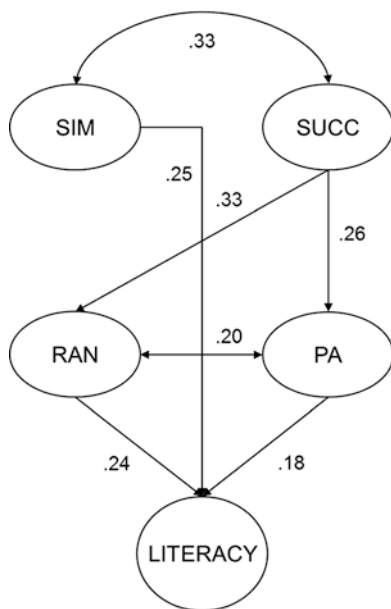 .33
SIM
SUCC
.25
.33
.26
RAN
.20
PA
.24
.18
LITERACY